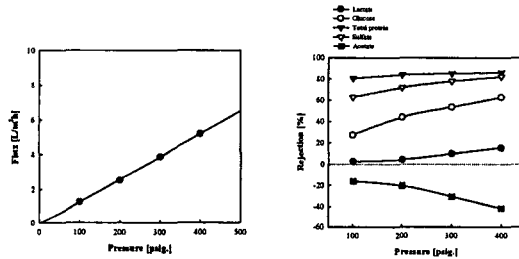 Lactate
Glucose
Total protein
Sulfate
Acetate
10
8
6
4
2
0
Flux [L/m²h]
0 100 200 300 400 500
Pressure [psig.]
100
80
60
40
20
0
-20
-40
-60
Rejection [%]
100 200 300 400
Pressure [psig.]